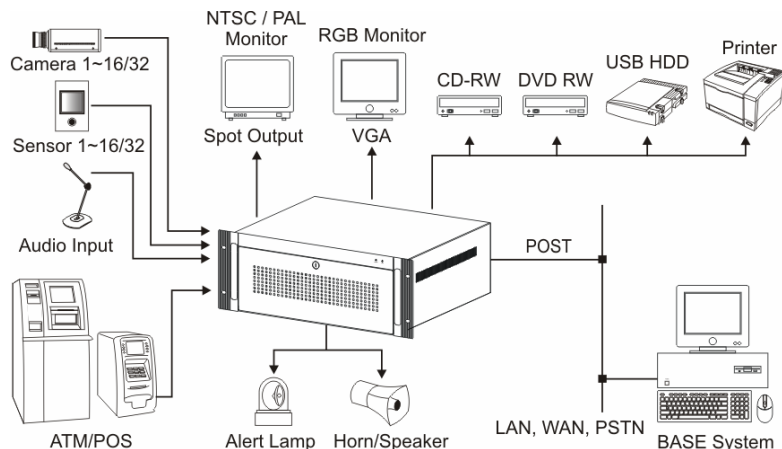 NTSC / PAL
Monitor
RGB Monitor
Printer
USB HDD
CD-RW
DVD RW
Camera 1~16/32
Spot Output
VGA
Sensor 1~16/32
Audio Input
POST
LAN, WAN, PSTN
ATM/POS
Alert Lamp
Horn/Speaker
BASE System